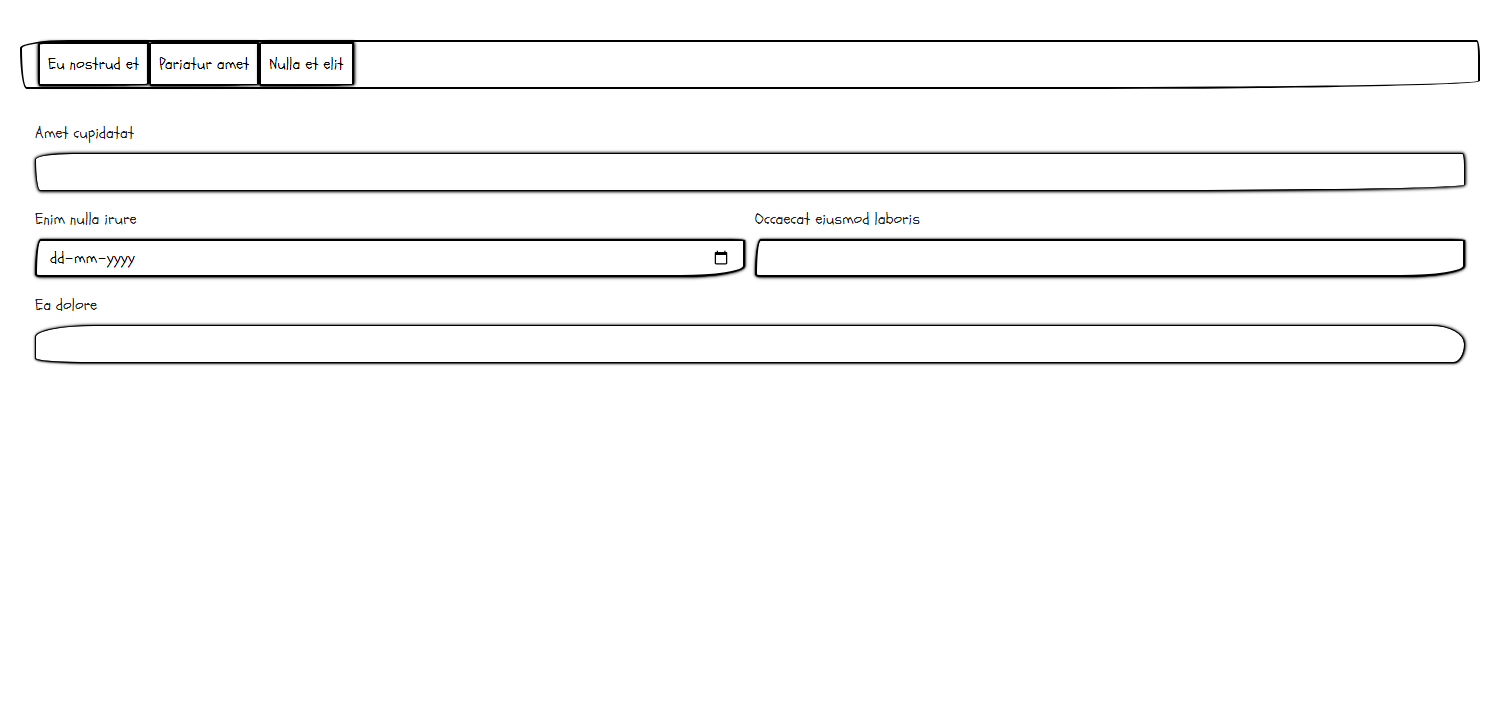 Eu nostrud et Pariatur amet Nulla et elit
Amet cupidatat
Enim nulla irure Occaecat eiusmod laboris
dd-mm-yyyy
Ea dolore